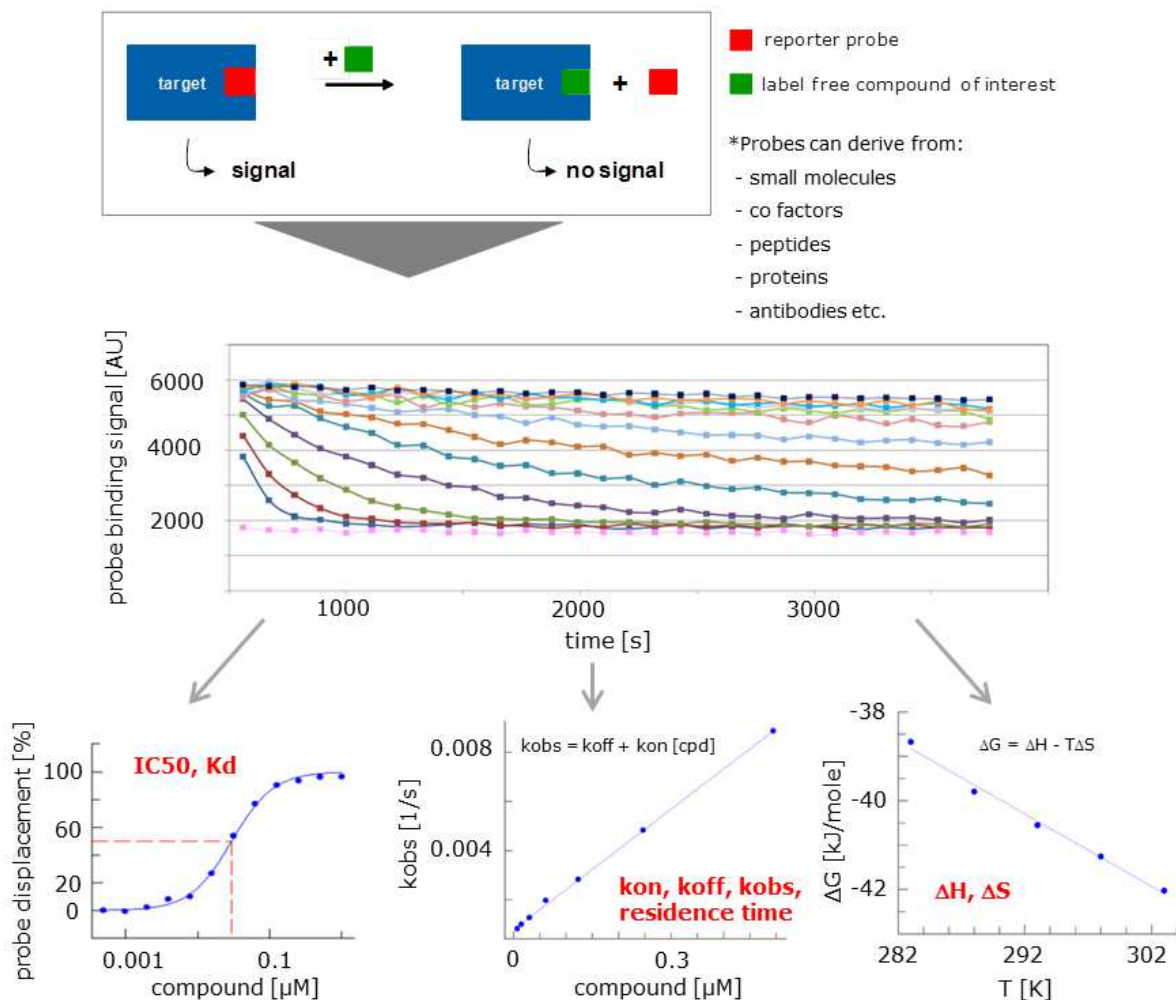 +
target
target
+
signal
no signal
reporter probe
label free compound of interest
*Probes can derive from:
- small molecules
- co factors
- peptides
- proteins
- antibodies etc.
probe binding signal [AU]
6000
4000
2000
1000
2000
3000
time [s]
probe displacement [%]
100
60
20
0
IC50, Kd
0.001
0.1
compound [µM]
kobs [1/s]
0.008
0.004
kobs = koff + kon [cpd]
kon, koff, kobs,
residence time
0
0.3
compound [µM]
ΔG [kJ/mole]
-38
-40
-42
ΔG = ΔH - TΔS
ΔH, ΔS
282
292
302
T [K]